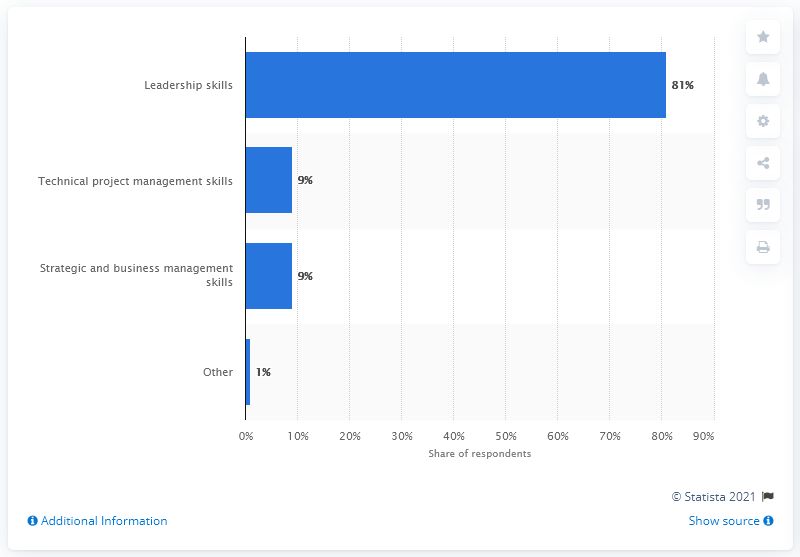 Leadership skills
81%
Technical project management skills
9%
Strategic and business management
skills
9%
Other
1%
0% 10% 20% 30% 40% 50% 60% 70% 80% 90%
Share of respondents
© Statista 2021
Additional Information
Show source